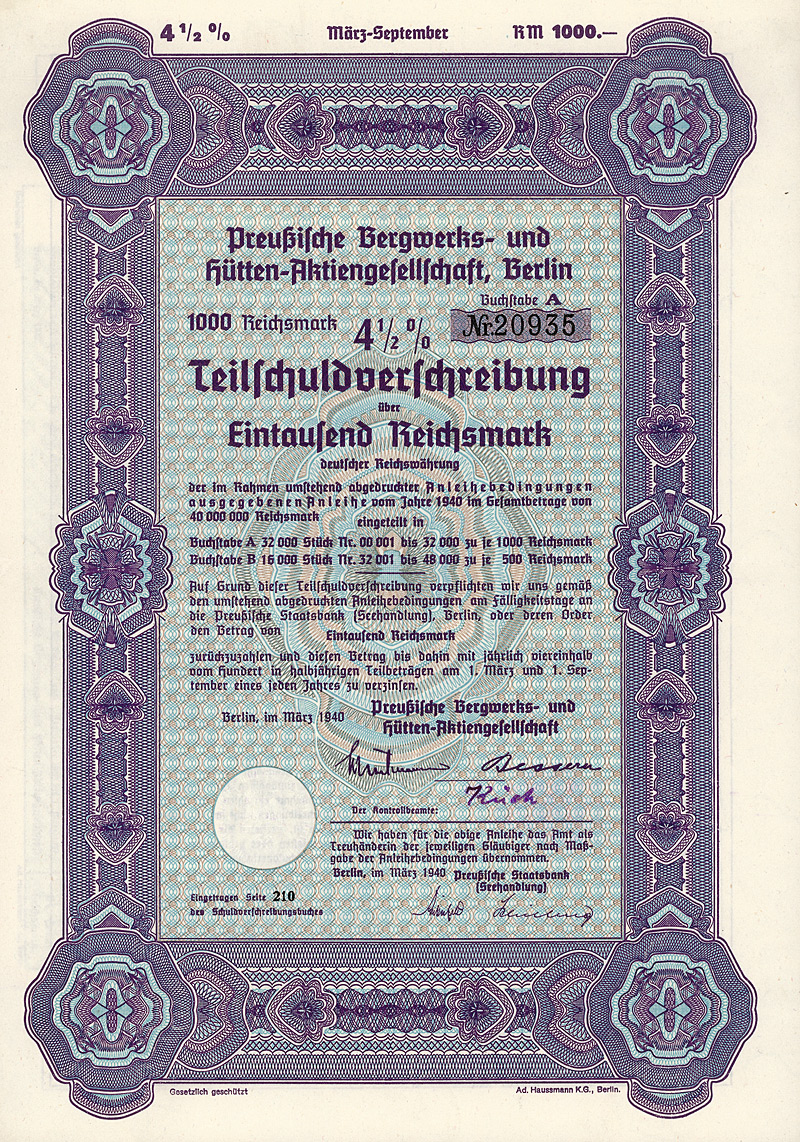 4 1/2 % März-September RM 1000.—
Preußische Bergwerks- und
Hütten-Aktiengesellschaft, Berlin
Buchstabe A
1000 Reichsmark 4 1/2 % Nr. 20935
Teilschuldverschreibung
über
Eintausend Reichsmark
deutscher Reichswährung
der im Rahmen umstehend abgedruckter Anleihebedingungen
ausgegebenen Anleihe vom Jahre 1940 im Gesamtbetrage von
40 000 000 Reichsmark eingeteilt in
Buchstabe A 32 000 Stück Nr. 00 001 bis 32 000 zu je 1000 Reichsmark
Buchstabe B 16 000 Stück Nr. 32 001 bis 48 000 zu je 500 Reichsmark
Auf Grund dieser Teilschuldverschreibung verpflichten wir uns gemäß
den umstehend abgedruckten Anleihebedingungen am Fälligkeitstage an
die Preußische Staatsbank (Seehandlung), Berlin, oder deren Order
den Betrag von Eintausend Reichsmark
zurückzuzahlen und diesen Betrag bis dahin mit jährlich viereinhalb
vom Hundert in halbjährigen Teilbeträgen am 1. März und 1. Sep-
tember eines jeden Jahres zu verzinsen.
Berlin, im März 1940 Preußische Bergwerks- und
Hütten-Aktiengesellschaft
Der Kontrollbeamte:
Wir haben für die obige Anleihe das Amt als
Treuhänderin der jeweiligen Gläubiger nach Maß-
gabe der Anleihebedingungen übernommen.
Berlin, im März 1940 Preußische Staatsbank
(Seehandlung)
Eingetragen Seite 210
des Schuldverschreibungsbuches
Gesetzlich geschützt Ad. Haussmann K.G., Berlin.